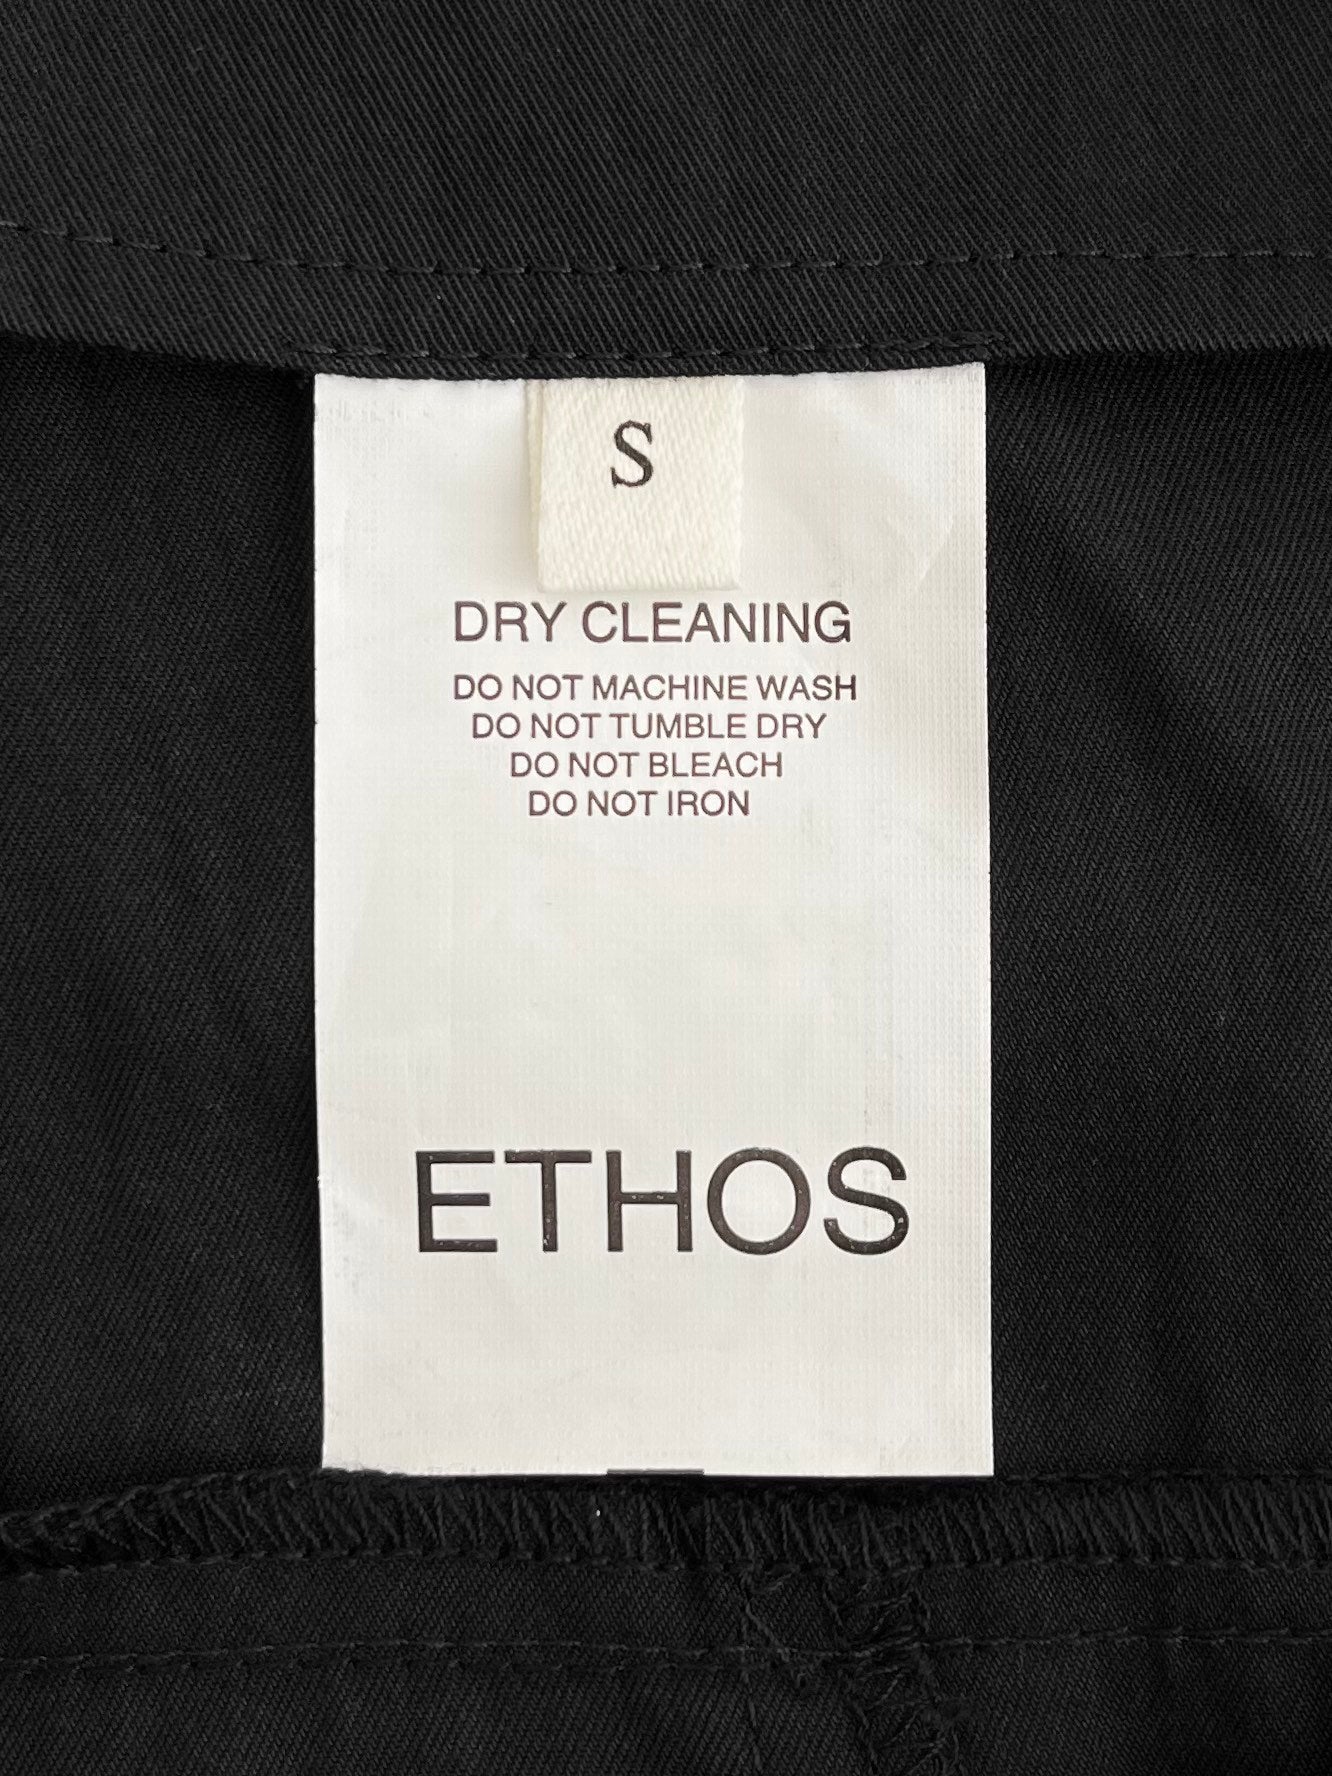 S
DRY CLEANING
DO NOT MACHINE WASH
DO NOT TUMBLE DRY
DO NOT BLEACH
DO NOT IRON
ETHOS